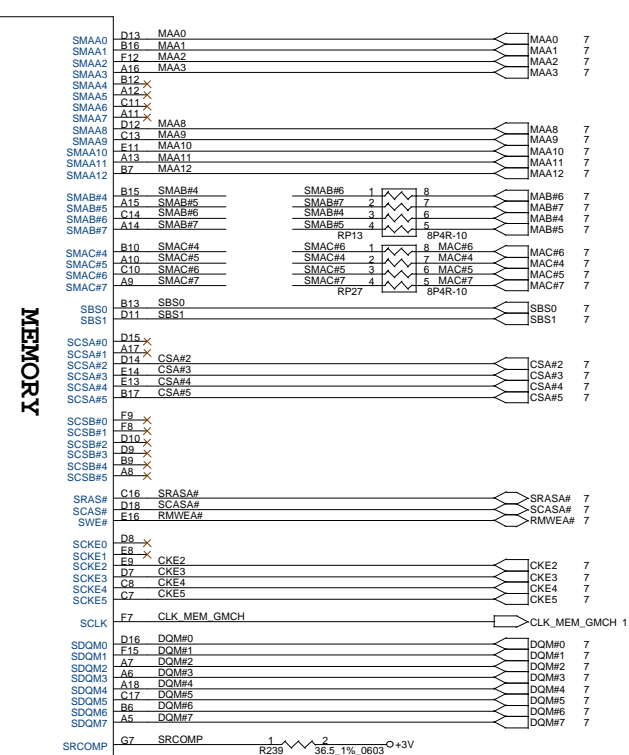 MEMORY
SMAA0 D13 MAA0 MAA0 7
SMAA1 B16 MAA1 MAA1 7
SMAA2 F12 MAA2 MAA2 7
SMAA3 A16 MAA3 MAA3 7
SMAA4 B12
SMAA5 A12
SMAA6 C11
SMAA7 A11
SMAA8 D12 MAA8 MAA8 7
SMAA9 C13 MAA9 MAA9 7
SMAA10 E11 MAA10 MAA10 7
SMAA11 A13 MAA11 MAA11 7
SMAA12 B7 MAA12 MAA12 7
SMAB#4 B15 SMAB#4 SMAB#6 1 8 MAB#6 7
SMAB#5 A15 SMAB#5 SMAB#7 2 7 MAB#7 7
SMAB#6 C14 SMAB#6 SMAB#4 3 6 MAB#4 7
SMAB#7 A14 SMAB#7 SMAB#5 4 5 MAB#5 7
RP13 8P4R-10
SMAC#4 B10 SMAC#4 SMAC#6 1 8 MAC#6 MAC#6 7
SMAC#5 A10 SMAC#5 SMAC#4 2 7 MAC#4 MAC#4 7
SMAC#6 C10 SMAC#6 SMAC#5 3 6 MAC#5 MAC#5 7
SMAC#7 A9 SMAC#7 SMAC#7 4 5 MAC#7 MAC#7 7
RP27 8P4R-10
SBS0 B13 SBS0 SBS0 7
SBS1 D11 SBS1 SBS1 7
SCSA#0 D15
SCSA#1 A17
SCSA#2 D14 CSA#2 CSA#2 7
SCSA#3 E14 CSA#3 CSA#3 7
SCSA#4 E13 CSA#4 CSA#4 7
SCSA#5 B17 CSA#5 CSA#5 7
SCSB#0 F9
SCSB#1 F8
SCSB#2 D10
SCSB#3 D9
SCSB#4 B9
SCSB#5 A8
SRAS# C16 SRASA# SRASA# 7
SCAS# D18 SCASA# SCASA# 7
SWE# E16 RMWEA# RMWEA# 7
SCKE0 D8
SCKE1 E8
SCKE2 E9 CKE2 CKE2 7
SCKE3 D7 CKE3 CKE3 7
SCKE4 C8 CKE4 CKE4 7
SCKE5 C7 CKE5 CKE5 7
SCLK F7 CLK_MEM_GMCH CLK_MEM_GMCH 1
SDQM0 D16 DQM#0 DQM#0 7
SDQM1 F15 DQM#1 DQM#1 7
SDQM2 A7 DQM#2 DQM#2 7
SDQM3 A6 DQM#3 DQM#3 7
SDQM4 A18 DQM#4 DQM#4 7
SDQM5 C17 DQM#5 DQM#5 7
SDQM6 B6 DQM#6 DQM#6 7
SDQM7 A5 DQM#7 DQM#7 7
SRCOMP G7 SRCOMP 1 2 +3V
R239 36.5_1%_0603